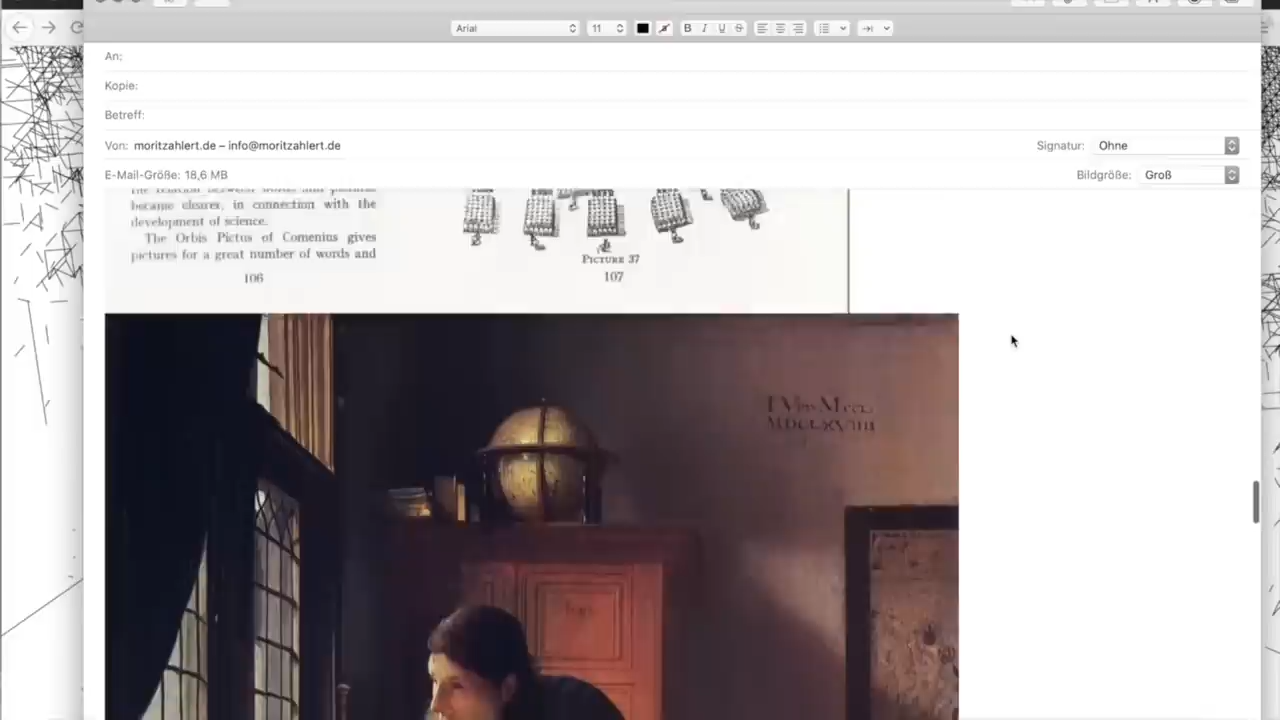 Arial
11
B I U S
An:
Kopie:
Betreff:
Von: moritzahlert.de – info@moritzahlert.de
Signatur: Ohne
E-Mail-Größe: 18,6 MB
Bildgröße: Groß
became clearer, in connection with the
development of science.
The Orbis Pictus of Comenius gives
pictures for a great number of words and
106
PICTURE 37
107